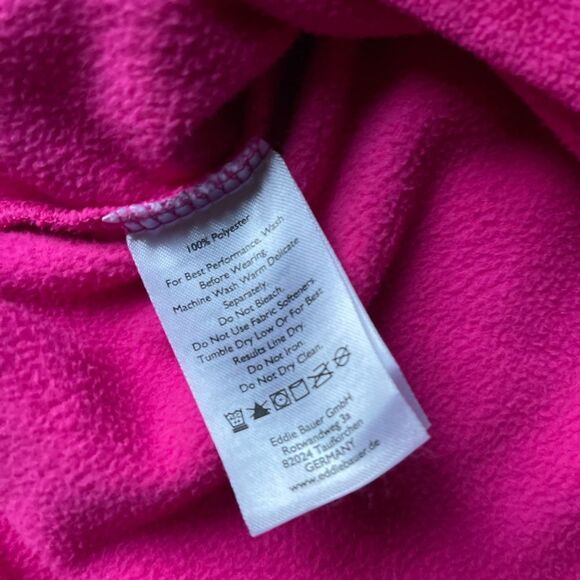 100% Polyester
For Best Performance, Wash
Before Wearing.
Machine Wash Warm Delicate
Separately.
Do Not Bleach.
Do Not Use Fabric Softeners.
Tumble Dry Low Or For Best
Results Line Dry.
Do Not Iron.
Do Not Dry Clean.
Eddie Bauer GmbH
Rotwandweg 3a
82024 Taufkirchen
GERMANY
www.eddiebauer.de